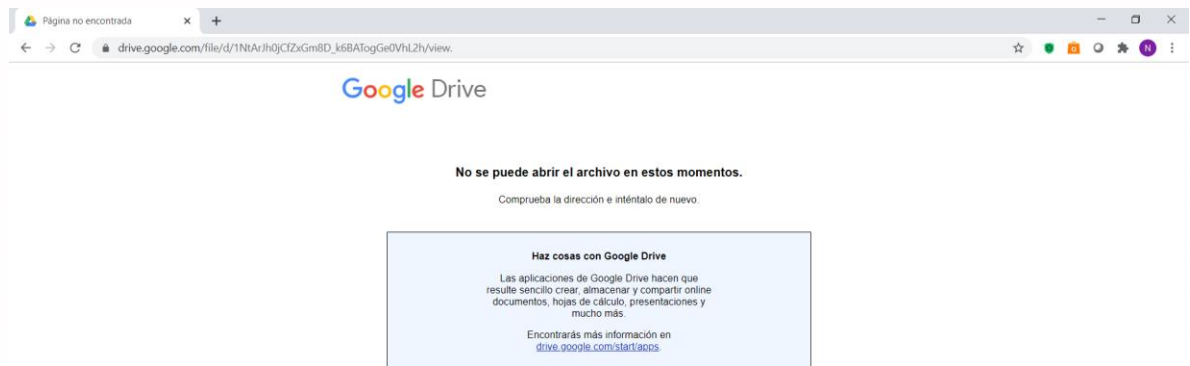 Página no encontrada
drive.google.com/file/d/1NtArJh0jCfZxGm8D_k6BATogGe0VhL2h/view.
N
Google Drive
No se puede abrir el archivo en estos momentos.
Comprueba la dirección e inténtalo de nuevo.
Haz cosas con Google Drive
Las aplicaciones de Google Drive hacen que
resulte sencillo crear, almacenar y compartir online
documentos, hojas de cálculo, presentaciones y
mucho más.
Encontrarás más información en
drive.google.com/start/apps.